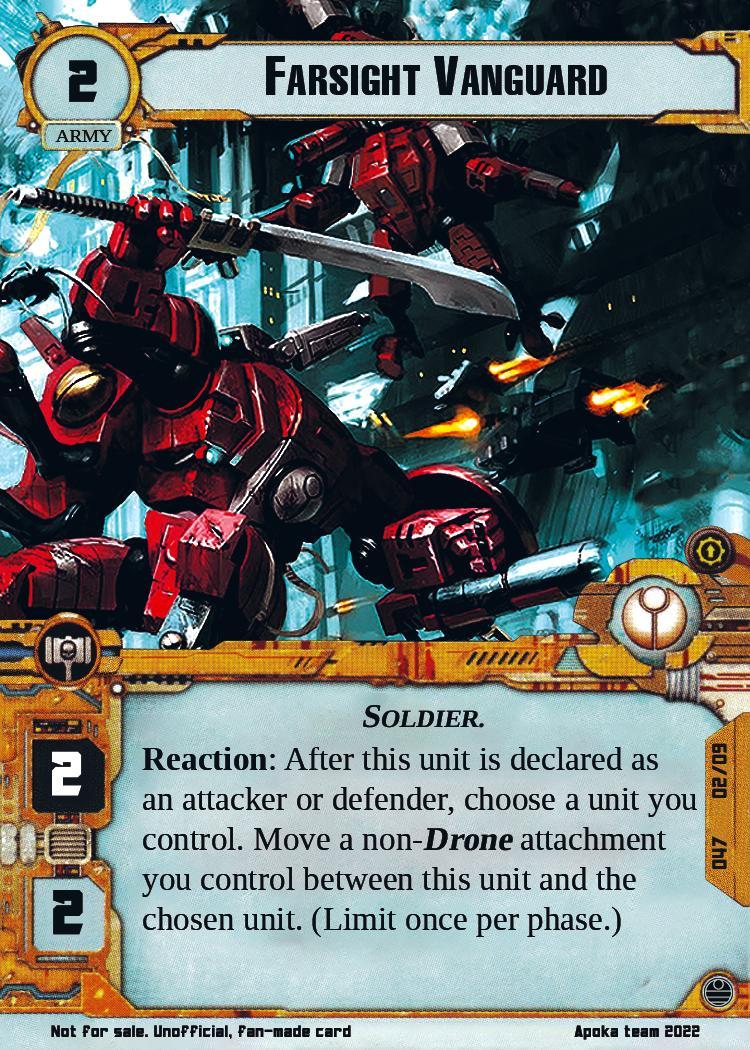 2
FARSIGHT VANGUARD
ARMY
SOLDIER.
Reaction: After this unit is declared as
an attacker or defender, choose a unit you
control. Move a non-Drone attachment
you control between this unit and the
chosen unit. (Limit once per phase.)
2
2
02/09
047
Not for sale. Unofficial, fan-made card
Apoka team 2022